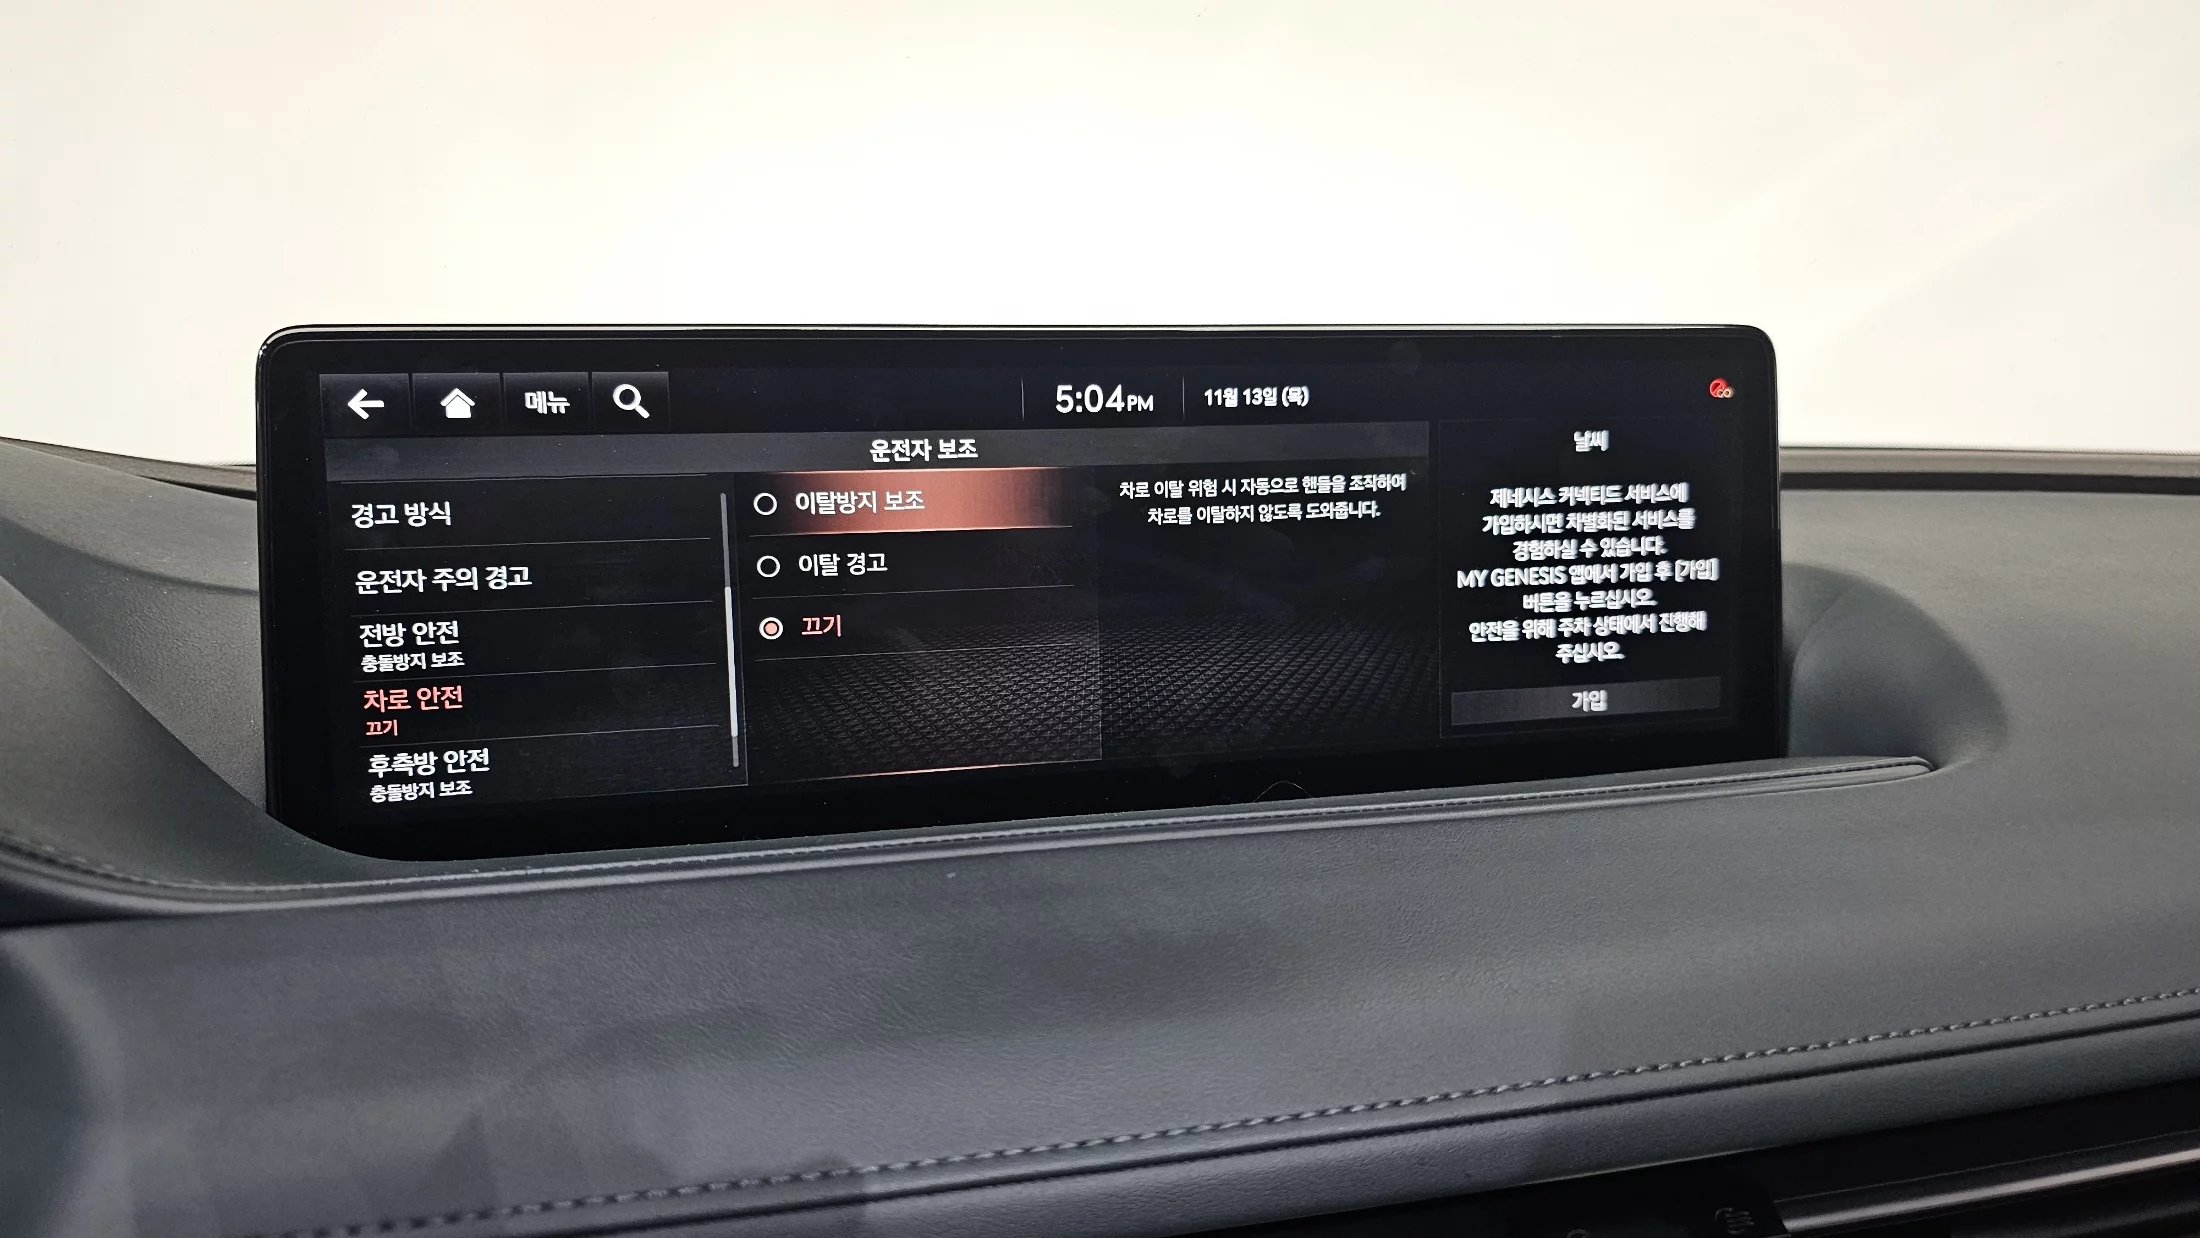 메뉴
5:04PM
11월 13일 (목)
운전자 보조
경고 방식
운전자 주의 경고
전방 안전
충돌방지 보조
차로 안전
끄기
후측방 안전
충돌방지 보조
이탈방지 보조
이탈 경고
끄기
차로 이탈 위험 시 자동으로 핸들을 조작하여
차로를 이탈하지 않도록 도와줍니다.
날씨
제네시스 커넥티드 서비스에
가입하시면 차별화된 서비스를
경험하실 수 있습니다.
MY GENESIS 앱에서 가입 후 [가입]
버튼을 누르십시오.
안전을 위해 주차 상태에서 진행해
주십시오.
가입